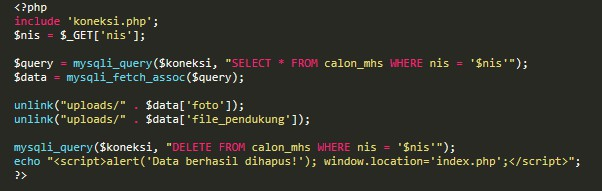 <?php
include 'koneksi.php';
$nis = $_GET['nis'];
$query = mysqli_query($koneksi, "SELECT * FROM calon_mhs WHERE nis = '$nis'");
$data = mysqli_fetch_assoc($query);
unlink("uploads/" . $data['foto']);
unlink("uploads/" . $data['file_pendukung']);
mysqli_query($koneksi, "DELETE FROM calon_mhs WHERE nis = '$nis'");
echo "<script>alert('Data berhasil dihapus!'); window.location='index.php';</script>";
?>